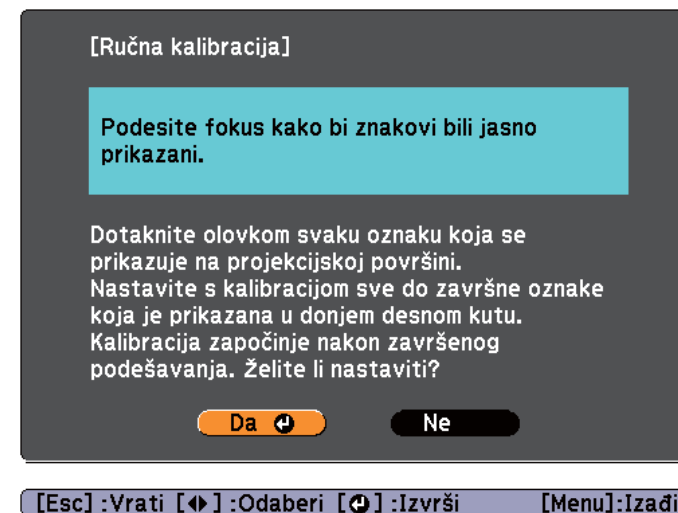 [Ručna kalibracija]
Podesite fokus kako bi znakovi bili jasno
prikazani.
Dotaknite olovkom svaku oznaku koja se
prikazuje na projekcijskoj površini.
Nastavite s kalibracijom sve do završne oznake
koja je prikazana u donjem desnom kutu.
Kalibracija započinje nakon završenog
podešavanja. Želite li nastaviti?
Da Ne
[Esc] :Vrati [◆] :Odaberi [↵] :Izvrši [Menu]:Izađi